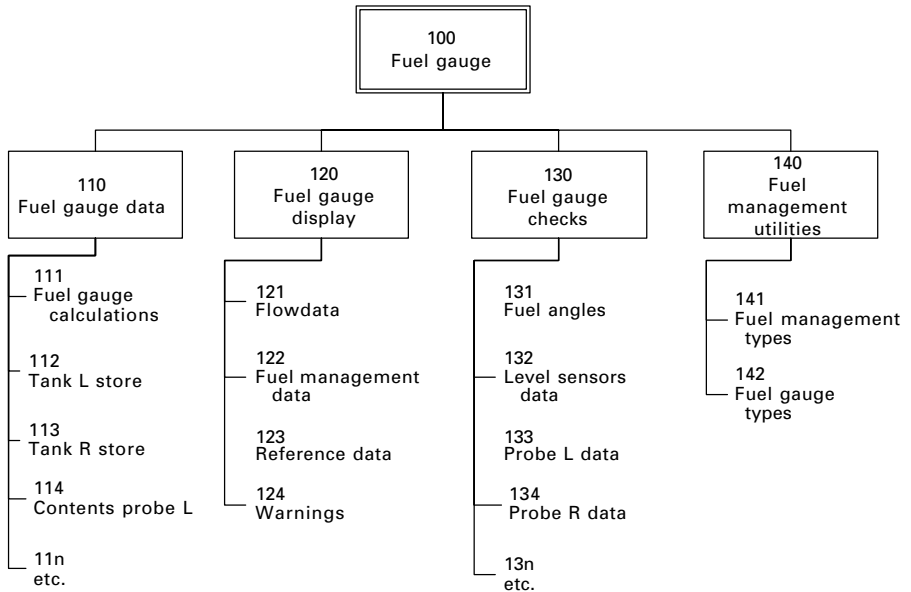 100
Fuel gauge
110
Fuel gauge data
120
Fuel gauge
display
130
Fuel gauge
checks
140
Fuel
management
utilities
111
Fuel gauge
calculations
112
Tank L store
113
Tank R store
114
Contents probe L
11n
etc.
121
Flowdata
122
Fuel management
data
123
Reference data
124
Warnings
131
Fuel angles
132
Level sensors
data
133
Probe L data
134
Probe R data
13n
etc.
141
Fuel management
types
142
Fuel gauge
types